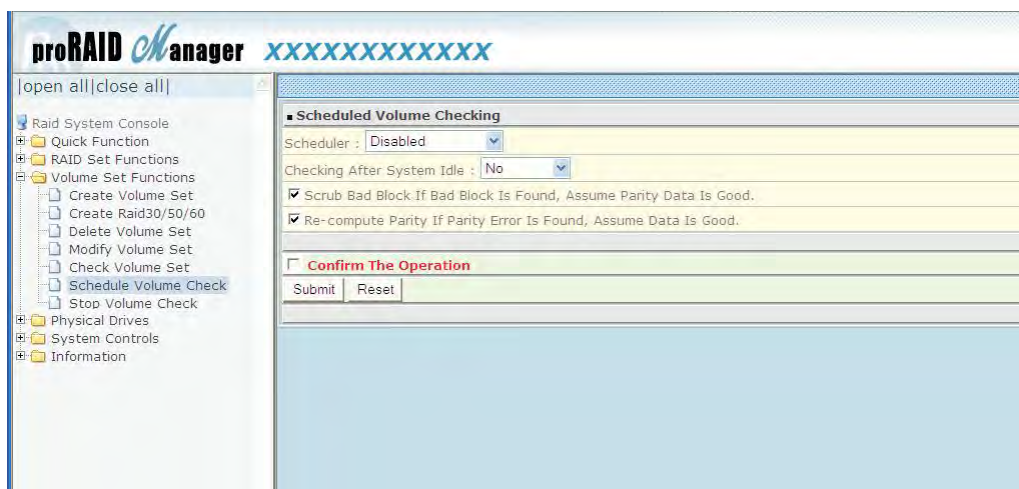 proRAID Manager XXXXXXXXXXXX
|open all|close all|
Raid System Console
Quick Function
RAID Set Functions
Volume Set Functions
Create Volume Set
Create Raid30/50/60
Delete Volume Set
Modify Volume Set
Check Volume Set
Schedule Volume Check
Stop Volume Check
Physical Drives
System Controls
Information
Scheduled Volume Checking
Scheduler : Disabled
Checking After System Idle : No
Scrub Bad Block If Bad Block Is Found, Assume Parity Data Is Good.
Re-compute Parity If Parity Error Is Found, Assume Data Is Good.
Confirm The Operation
Submit Reset